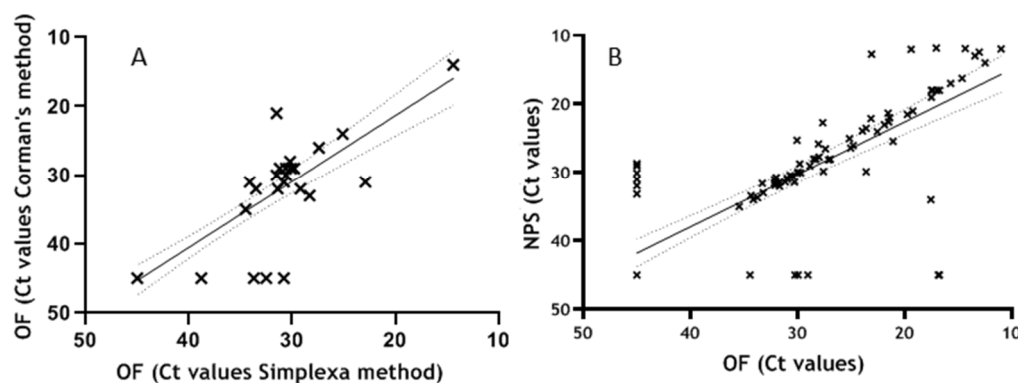 A
OF (Ct values Corman's method)
10
20
30
40
50
50 40 30 20 10
OF (Ct values Simplexa method)
B
NPS (Ct values)
10
20
30
40
50
50 40 30 20 10
OF (Ct values)